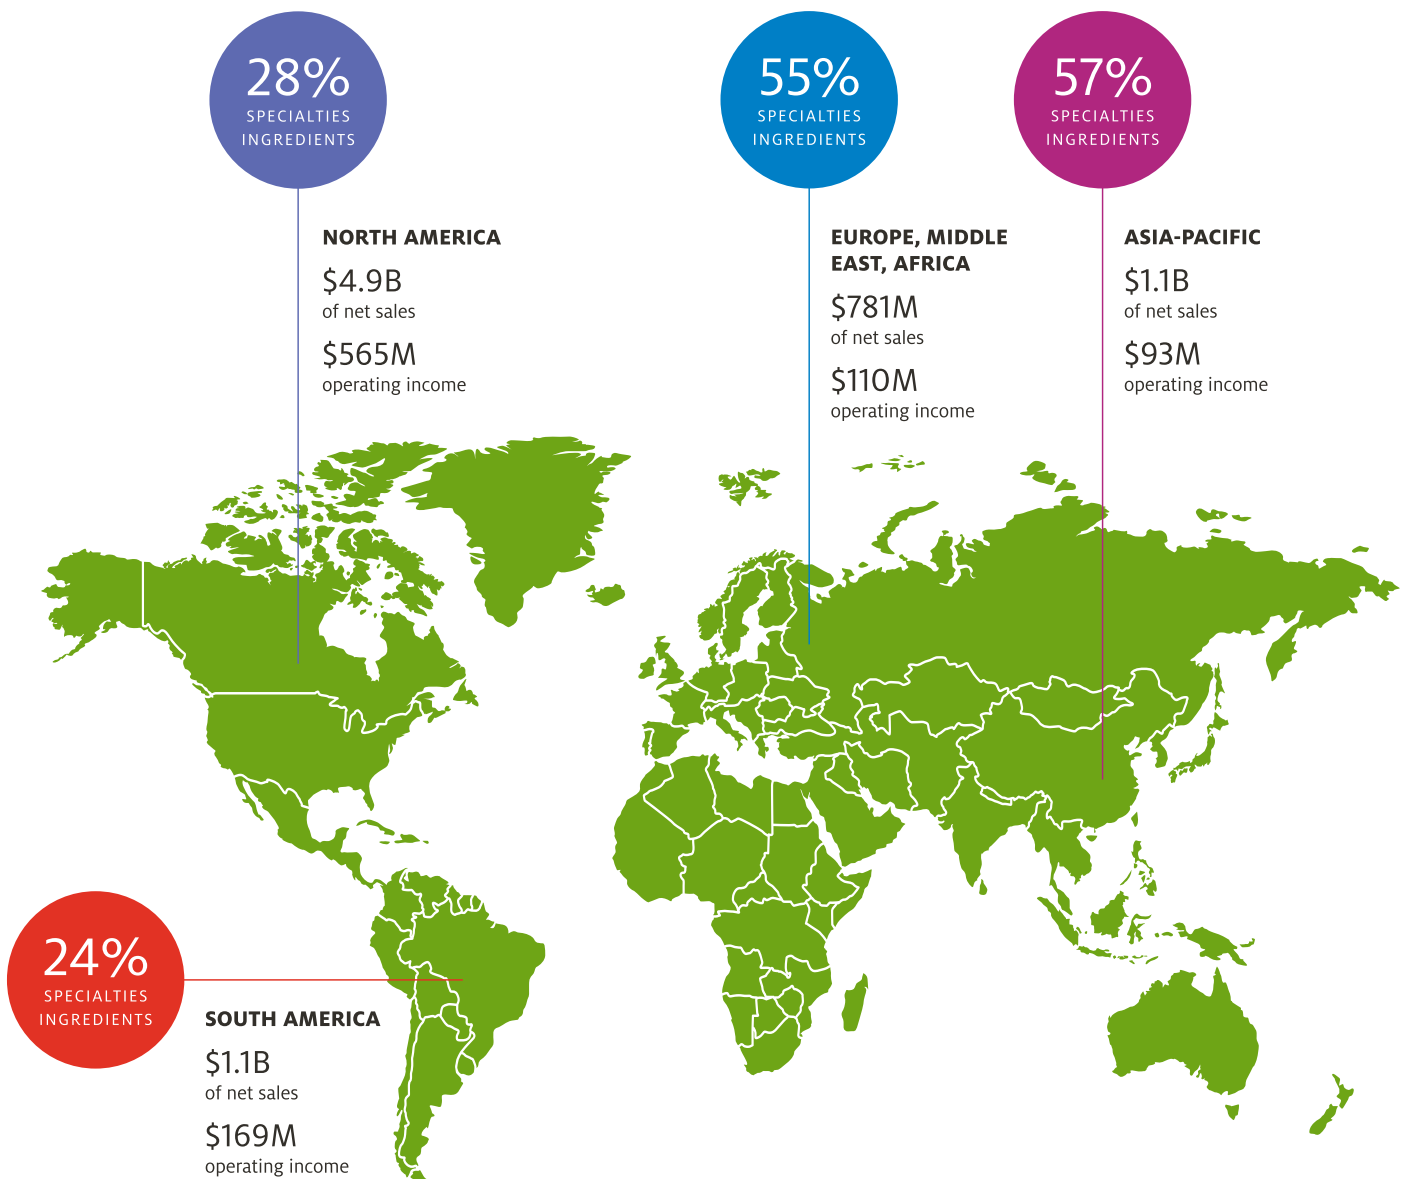 28%
SPECIALTIES
INGREDIENTS
NORTH AMERICA
$4.9B
of net sales
$565M
operating income
55%
SPECIALTIES
INGREDIENTS
EUROPE, MIDDLE
EAST, AFRICA
$781M
of net sales
$110M
operating income
57%
SPECIALTIES
INGREDIENTS
ASIA-PACIFIC
$1.1B
of net sales
$93M
operating income
24%
SPECIALTIES
INGREDIENTS
SOUTH AMERICA
$1.1B
of net sales
$169M
operating income